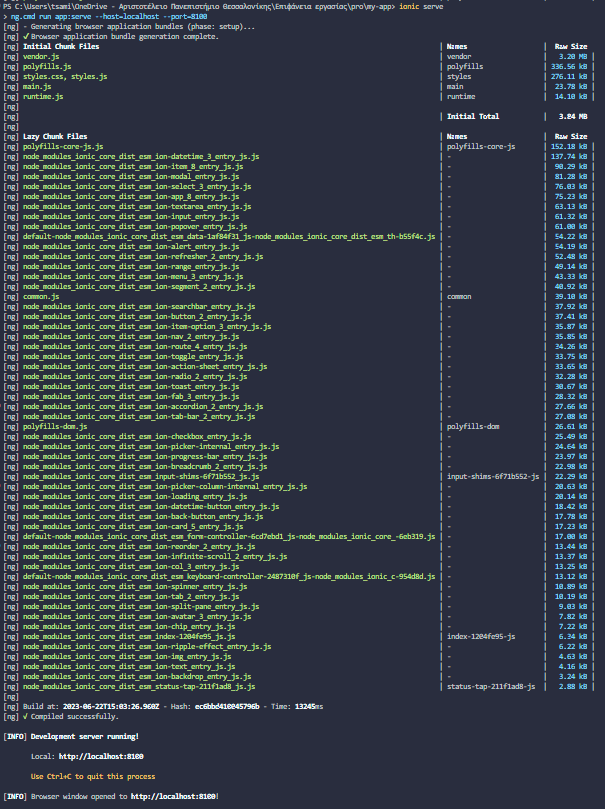 PS C:\Users\tsami\OneDrive - Αριστοτέλειο Πανεπιστήμιο Θεσσαλονίκης\Επιφάνεια εργασίας\pro\my-app> ionic serve
> ng.cmd run app:serve --host=localhost --port=8100
[ng] - Generating browser application bundles (phase: setup)...
[ng] √ Browser application bundle generation complete.
[ng] Initial Chunk Files | Names | Raw Size
[ng] vendor.js | vendor | 3.20 MB |
[ng] polyfills.js | polyfills | 336.56 kB |
[ng] styles.css, styles.js | styles | 276.11 kB |
[ng] main.js | main | 23.78 kB |
[ng] runtime.js | runtime | 14.10 kB |
[ng]
[ng] | Initial Total | 3.84 MB
[ng]
[ng] Lazy Chunk Files | Names | Raw Size
[ng] polyfills-core-js.js | polyfills-core-js | 152.18 kB |
[ng] node_modules_ionic_core_dist_esm_ion-datetime_3_entry_js.js | - | 137.74 kB |
[ng] node_modules_ionic_core_dist_esm_ion-item_8_entry_js.js | - | 90.29 kB |
[ng] node_modules_ionic_core_dist_esm_ion-modal_entry_js.js | - | 81.28 kB |
[ng] node_modules_ionic_core_dist_esm_ion-select_3_entry_js.js | - | 76.03 kB |
[ng] node_modules_ionic_core_dist_esm_ion-app_8_entry_js.js | - | 75.23 kB |
[ng] node_modules_ionic_core_dist_esm_ion-textarea_entry_js.js | - | 63.13 kB |
[ng] node_modules_ionic_core_dist_esm_ion-input_entry_js.js | - | 61.32 kB |
[ng] node_modules_ionic_core_dist_esm_ion-popover_entry_js.js | - | 61.00 kB |
[ng] default-node_modules_ionic_core_dist_esm_data-1af84f31_js-node_modules_ionic_core_dist_esm_th-b55f4c.js | - | 54.22 kB |
[ng] node_modules_ionic_core_dist_esm_ion-alert_entry_js.js | - | 54.19 kB |
[ng] node_modules_ionic_core_dist_esm_ion-refresher_2_entry_js.js | - | 52.48 kB |
[ng] node_modules_ionic_core_dist_esm_ion-range_entry_js.js | - | 49.14 kB |
[ng] node_modules_ionic_core_dist_esm_ion-menu_3_entry_js.js | - | 43.33 kB |
[ng] node_modules_ionic_core_dist_esm_ion-segment_2_entry_js.js | - | 40.92 kB |
[ng] common.js | common | 39.10 kB |
[ng] node_modules_ionic_core_dist_esm_ion-searchbar_entry_js.js | - | 37.92 kB |
[ng] node_modules_ionic_core_dist_esm_ion-button_2_entry_js.js | - | 37.41 kB |
[ng] node_modules_ionic_core_dist_esm_ion-item-option_3_entry_js.js | - | 35.87 kB |
[ng] node_modules_ionic_core_dist_esm_ion-nav_2_entry_js.js | - | 35.85 kB |
[ng] node_modules_ionic_core_dist_esm_ion-route_4_entry_js.js | - | 34.26 kB |
[ng] node_modules_ionic_core_dist_esm_ion-toggle_entry_js.js | - | 33.75 kB |
[ng] node_modules_ionic_core_dist_esm_ion-action-sheet_entry_js.js | - | 33.65 kB |
[ng] node_modules_ionic_core_dist_esm_ion-radio_2_entry_js.js | - | 32.28 kB |
[ng] node_modules_ionic_core_dist_esm_ion-toast_entry_js.js | - | 30.67 kB |
[ng] node_modules_ionic_core_dist_esm_ion-fab_3_entry_js.js | - | 28.32 kB |
[ng] node_modules_ionic_core_dist_esm_ion-accordion_2_entry_js.js | - | 27.66 kB |
[ng] node_modules_ionic_core_dist_esm_ion-tab-bar_2_entry_js.js | - | 27.08 kB |
[ng] polyfills-dom.js | polyfills-dom | 26.61 kB |
[ng] node_modules_ionic_core_dist_esm_ion-checkbox_entry_js.js | - | 25.49 kB |
[ng] node_modules_ionic_core_dist_esm_ion-picker-internal_entry_js.js | - | 24.64 kB |
[ng] node_modules_ionic_core_dist_esm_ion-progress-bar_entry_js.js | - | 23.97 kB |
[ng] node_modules_ionic_core_dist_esm_ion-breadcrumb_2_entry_js.js | - | 22.98 kB |
[ng] node_modules_ionic_core_dist_esm_input-shims-6f71b552_js.js | input-shims-6f71b552-js | 22.29 kB |
[ng] node_modules_ionic_core_dist_esm_ion-picker-column-internal_entry_js.js | - | 20.63 kB |
[ng] node_modules_ionic_core_dist_esm_ion-loading_entry_js.js | - | 20.14 kB |
[ng] node_modules_ionic_core_dist_esm_ion-datetime-button_entry_js.js | - | 18.42 kB |
[ng] node_modules_ionic_core_dist_esm_ion-back-button_entry_js.js | - | 17.78 kB |
[ng] node_modules_ionic_core_dist_esm_ion-card_5_entry_js.js | - | 17.23 kB |
[ng] default-node_modules_ionic_core_dist_esm_form-controller-6cd7ebd1_js-node_modules_ionic_core_-6eb319.js | - | 17.00 kB |
[ng] node_modules_ionic_core_dist_esm_ion-reorder_2_entry_js.js | - | 13.44 kB |
[ng] node_modules_ionic_core_dist_esm_ion-infinite-scroll_2_entry_js.js | - | 13.37 kB |
[ng] node_modules_ionic_core_dist_esm_ion-col_3_entry_js.js | - | 13.25 kB |
[ng] default-node_modules_ionic_core_dist_esm_keyboard-controller-2487310f_js-node_modules_ionic_c-954d8d.js | - | 13.12 kB |
[ng] node_modules_ionic_core_dist_esm_ion-spinner_entry_js.js | - | 10.89 kB |
[ng] node_modules_ionic_core_dist_esm_ion-tab_2_entry_js.js | - | 10.19 kB |
[ng] node_modules_ionic_core_dist_esm_ion-split-pane_entry_js.js | - | 9.03 kB |
[ng] node_modules_ionic_core_dist_esm_ion-avatar_3_entry_js.js | - | 7.82 kB |
[ng] node_modules_ionic_core_dist_esm_ion-chip_entry_js.js | - | 7.22 kB |
[ng] node_modules_ionic_core_dist_esm_index-1204fe95_js.js | index-1204fe95-js | 6.34 kB |
[ng] node_modules_ionic_core_dist_esm_ion-ripple-effect_entry_js.js | - | 6.22 kB |
[ng] node_modules_ionic_core_dist_esm_ion-img_entry_js.js | - | 4.63 kB |
[ng] node_modules_ionic_core_dist_esm_ion-text_entry_js.js | - | 4.16 kB |
[ng] node_modules_ionic_core_dist_esm_ion-backdrop_entry_js.js | - | 3.24 kB |
[ng] node_modules_ionic_core_dist_esm_status-tap-211f1ad8_js.js | status-tap-211f1ad8-js | 2.88 kB |
[ng]
[ng] Build at: 2023-06-22T15:03:26.960Z - Hash: ec6bbd410045796b - Time: 13245ms
[ng] √ Compiled successfully.
[INFO] Development server running!
Local: http://localhost:8100
Use Ctrl+C to quit this process
[INFO] Browser window opened to http://localhost:8100!